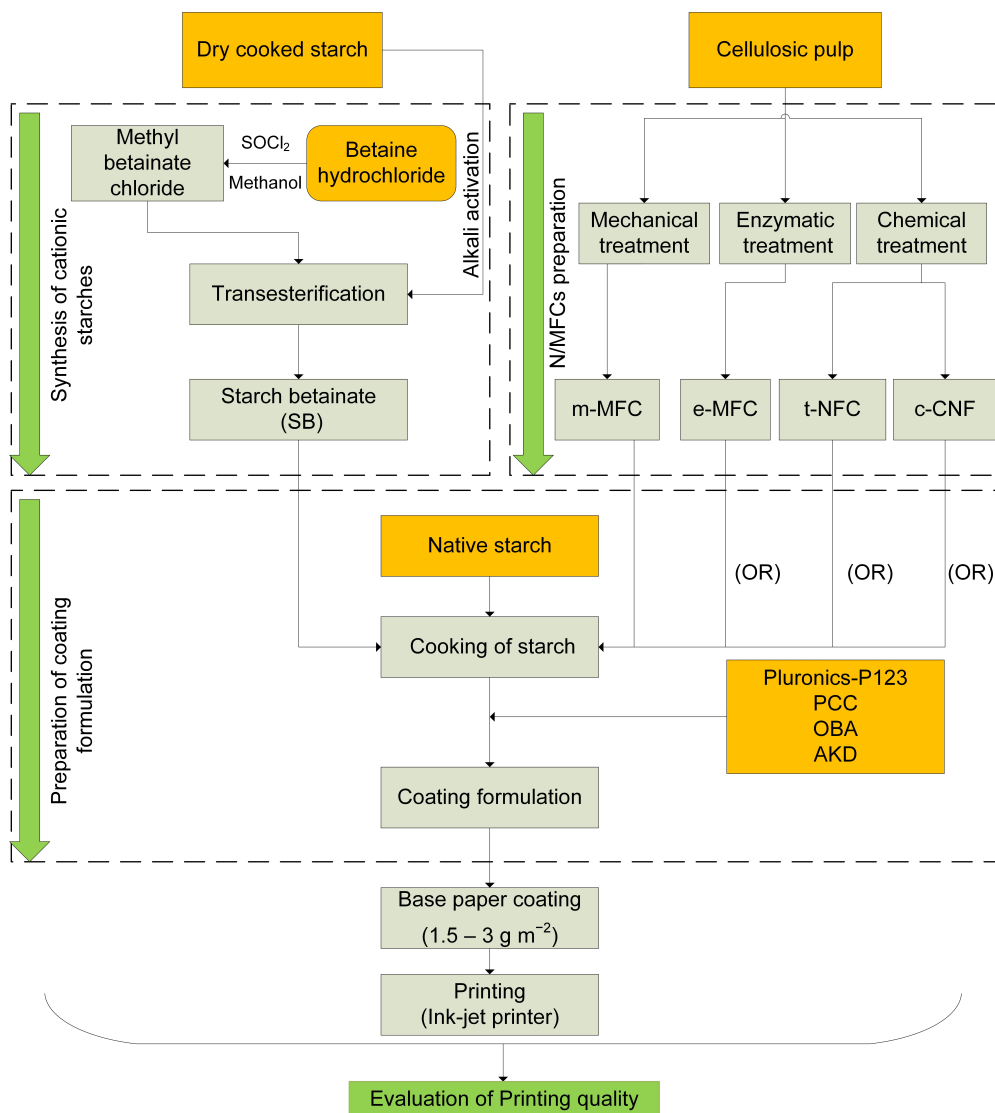 Dry cooked starch
Cellulosic pulp
Methyl
betainate
chloride
SOCl₂
Methanol
Betaine
hydrochloride
Alkali activation
Synthesis of cationic
starches
Transesterification
Starch betainate
(SB)
N/MFCs preparation
Mechanical
treatment
Enzymatic
treatment
Chemical
treatment
m-MFC
e-MFC
t-NFC
c-CNF
Preparation of coating
formulation
Native starch
(OR)
(OR)
(OR)
Cooking of starch
Pluronics-P123
PCC
OBA
AKD
Coating formulation
Base paper coating
(1.5 – 3 g m⁻²)
Printing
(Ink-jet printer)
Evaluation of Printing quality